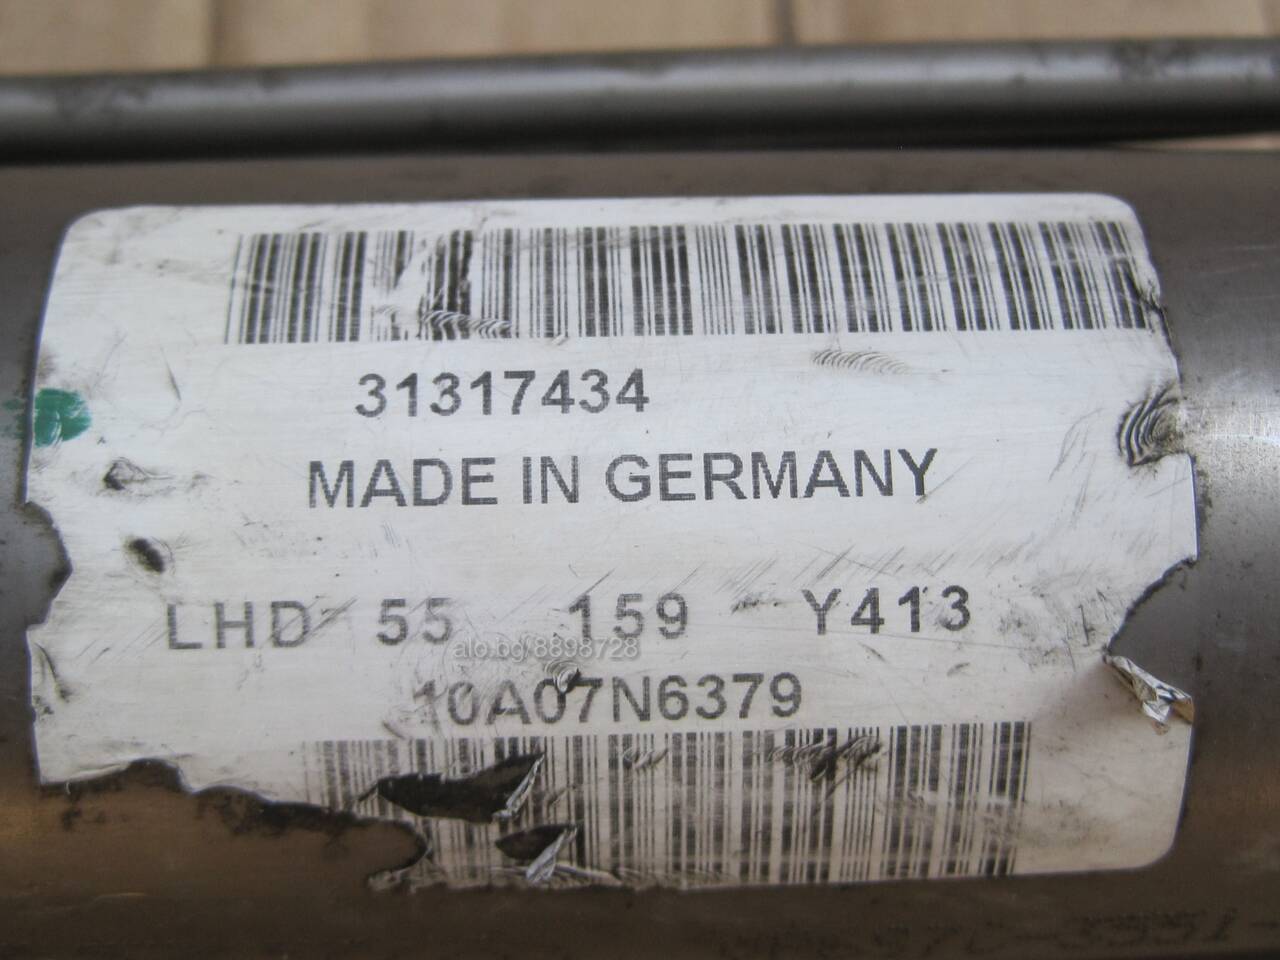 31317434
MADE IN GERMANY
LHD 55 159 Y413
alo.bg/8898728
10A07N6379